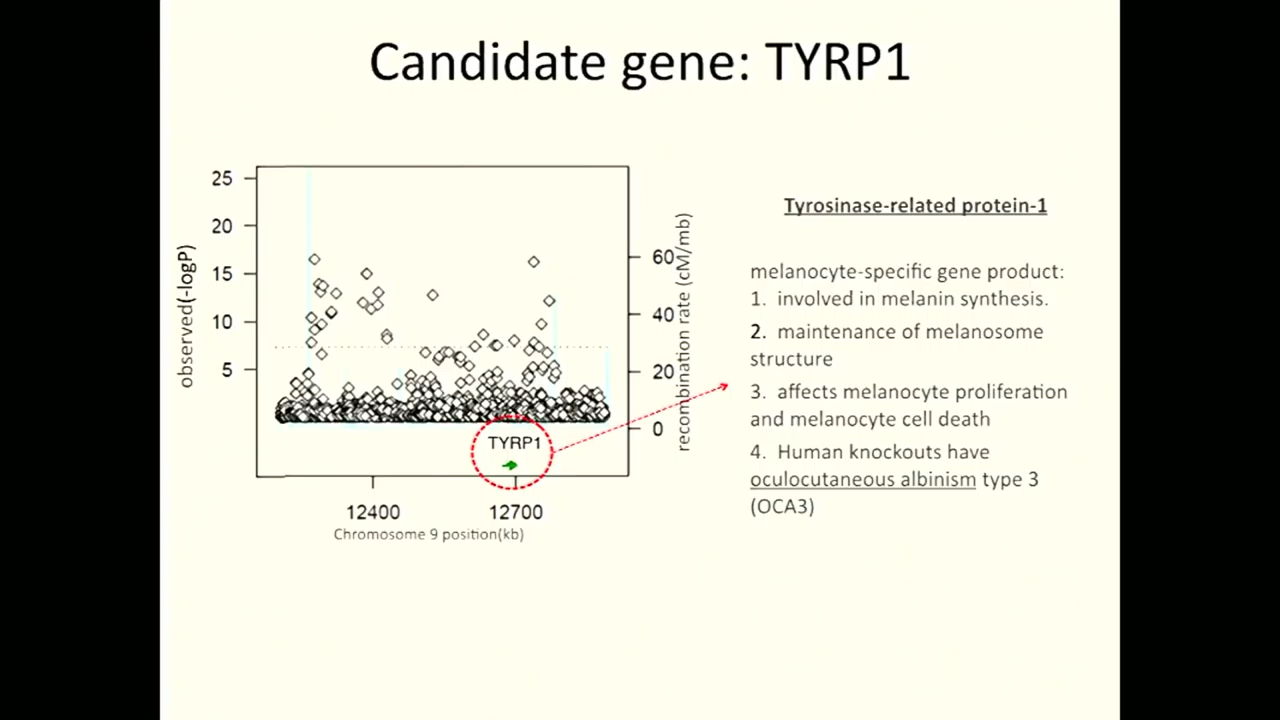 Candidate gene: TYRP1
25
20
15
10
5
observed(-logP)
60
40
20
0
recombination rate (cM/mb)
TYRP1
12400
12700
Chromosome 9 position(kb)
Tyrosinase-related protein-1
melanocyte-specific gene product:
1. involved in melanin synthesis.
2. maintenance of melanosome
structure
3. affects melanocyte proliferation
and melanocyte cell death
4. Human knockouts have
oculocutaneous albinism type 3
(OCA3)